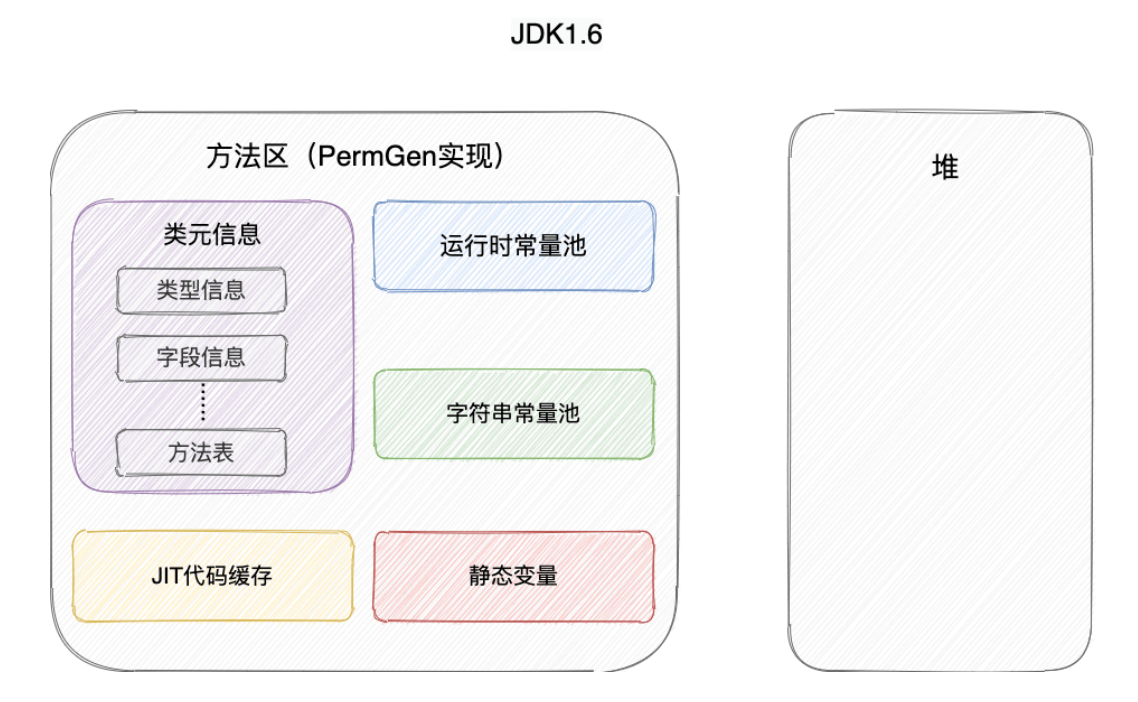 JDK1.6
方法区（PermGen实现）
类元信息
类型信息
字段信息
方法表
运行时常量池
字符串常量池
JIT代码缓存
静态变量
堆